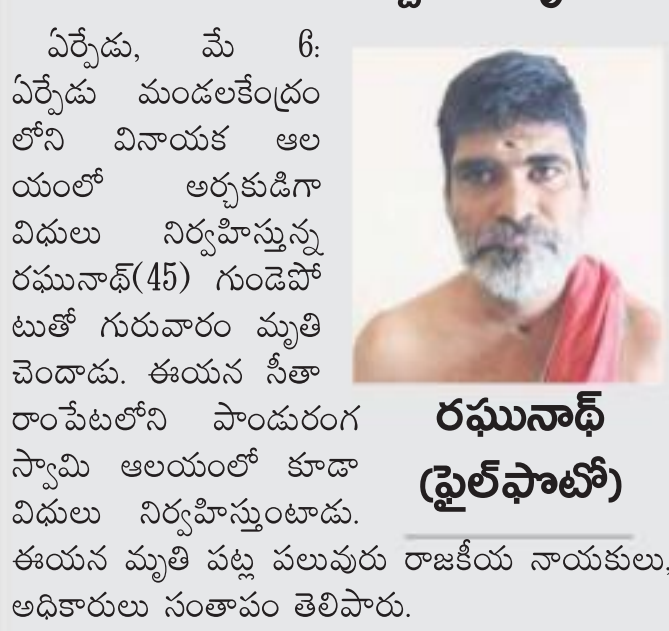 ఏర్పేడు, మే 6:
ఏర్పేడు మండలకేంద్రం
లోని వినాయక ఆల
యంలో అర్చకుడిగా
విధులు నిర్వహిస్తున్న
రఘునాథ్(45) గుండెపో
టుతో గురువారం మృతి
చెందాడు. ఈయన సీతా
రాంపేటలోని పాండురంగ
స్వామి ఆలయంలో కూడా
విధులు నిర్వహిస్తుంటాడు.
ఈయన మృతి పట్ల పలువురు రాజకీయ నాయకులు,
అధికారులు సంతాపం తెలిపారు.
రఘునాథ్
(ఫైల్‌ఫొటో)